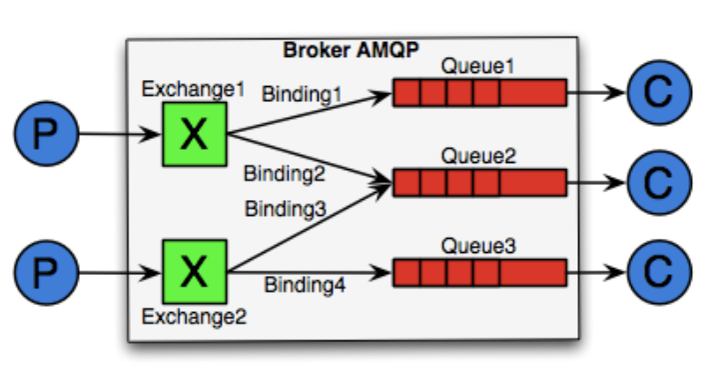 Broker AMQP
Exchange1
Binding1
Queue1
P
X
C
Binding2
Queue2
C
Binding3
P
X
Queue3
C
Binding4
Exchange2